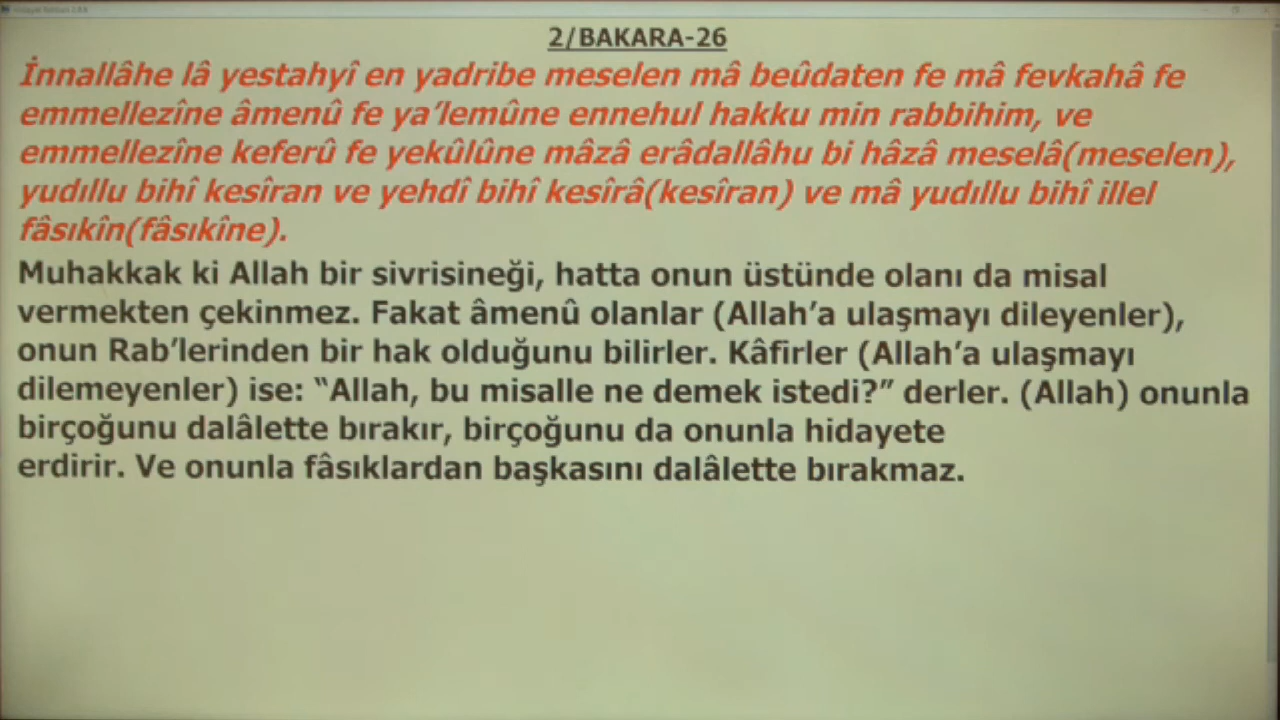 2/BAKARA-26
İnnallâhe lâ yestahyî en yadribe meselen mâ beûdaten fe mâ fevkahâ fe
emmellezîne âmenû fe ya’lemûne ennehul hakku min rabbihim, ve
emmellezîne keferû fe yekûlûne mâzâ erâdallâhu bi hâzâ meselâ(meselen),
yudıllu bihî kesîran ve yehdî bihî kesîrâ(kesîran) ve mâ yudıllu bihî illel
fâsıkîn(fâsıkîne).
Muhakkak ki Allah bir sivrisineği, hatta onun üstünde olanı da misal
vermekten çekinmez. Fakat âmenû olanlar (Allah’a ulaşmayı dileyenler),
onun Rab’lerinden bir hak olduğunu bilirler. Kâfirler (Allah’a ulaşmayı
dilemeyenler) ise: “Allah, bu misalle ne demek istedi?” derler. (Allah) onunla
birçoğunu dalâlette bırakır, birçoğunu da onunla hidayete
erdirir. Ve onunla fâsıklardan başkasını dalâlette bırakmaz.